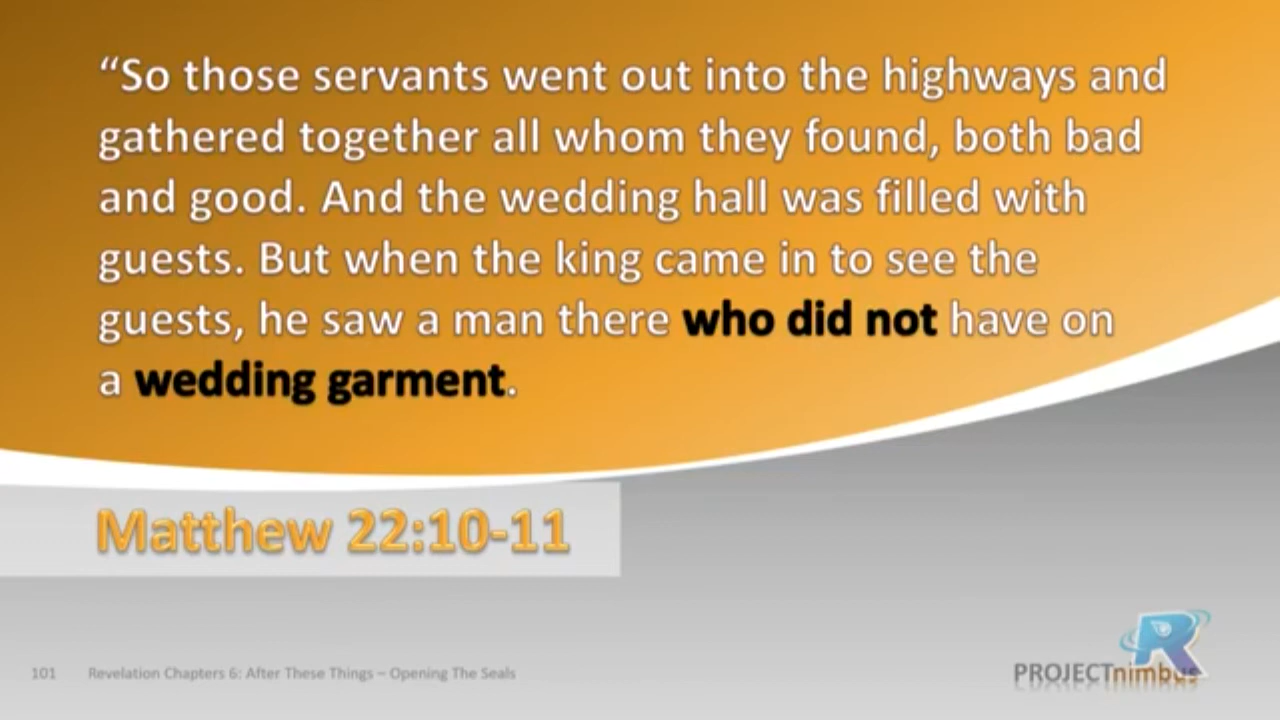 “So those servants went out into the highways and
gathered together all whom they found, both bad
and good. And the wedding hall was filled with
guests. But when the king came in to see the
guests, he saw a man there who did not have on
a wedding garment.
Matthew 22:10-11
101 Revelation Chapters 6: After These Things – Opening The Seals
R
PROJECTnimbus